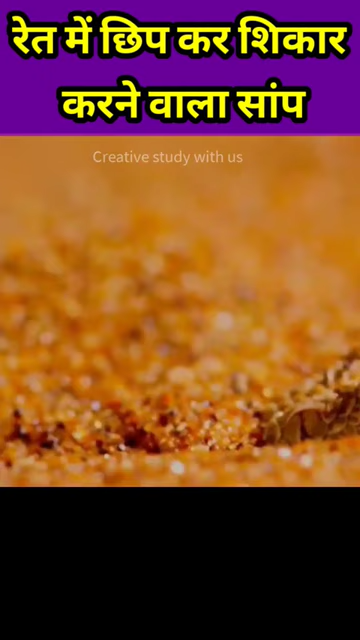 रेत में छिप कर शिकार
करने वाला सांप
Creative study with us